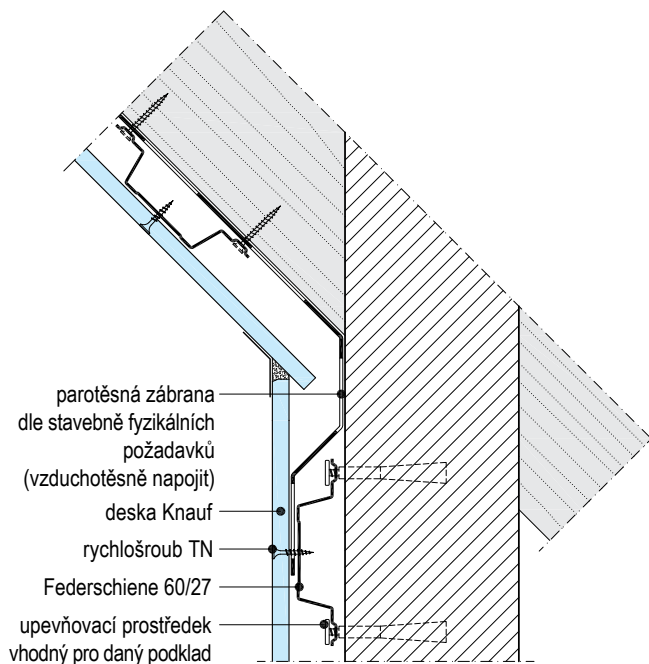 parotěsná zábrana
dle stavebně fyzikálních
požadavků
(vzduchotěsně napojit)
deska Knauf
rychlošroub TN
Federschiene 60/27
upevňovací prostředek
vhodný pro daný podklad